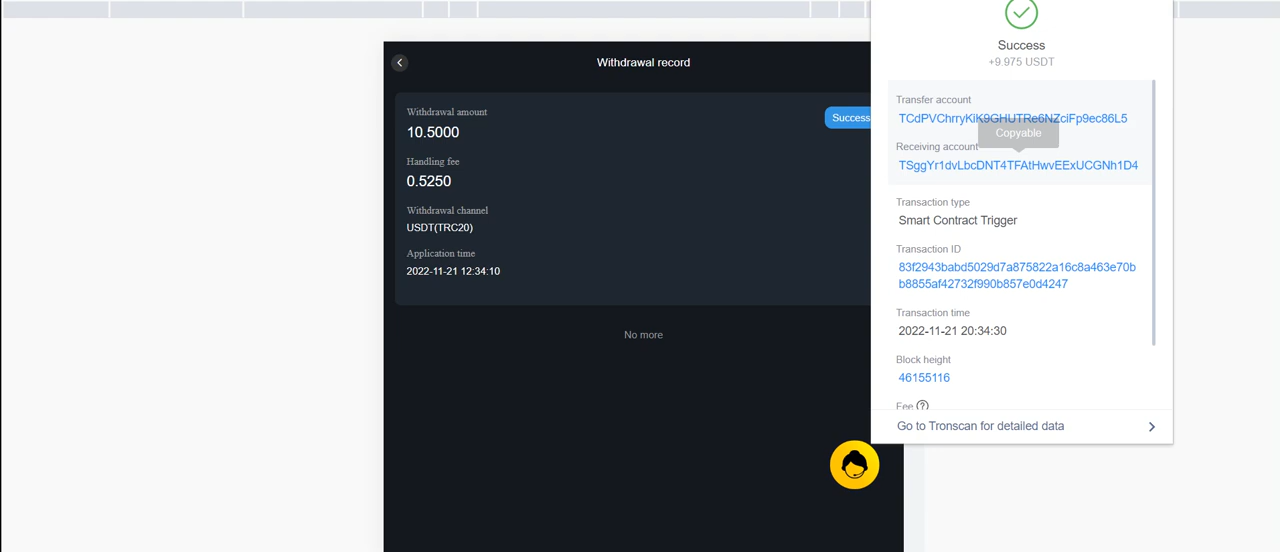 Withdrawal record
Withdrawal amount
10.5000
Success
Handling fee
0.5250
Withdrawal channel
USDT(TRC20)
Application time
2022-11-21 12:34:10
No more
Success
+9.975 USDT
Transfer account
TCdPVChrryKiK9GHUTRe6NZciFp9ec86L5
Copyable
Receiving account
TSggYr1dvLbcDNT4TFAtHwvEExUCGNh1D4
Transaction type
Smart Contract Trigger
Transaction ID
83f2943babd5029d7a875822a16c8a463e70b
b8855af42732f990b857e0d4247
Transaction time
2022-11-21 20:34:30
Block height
46155116
Fee
Go to Tronscan for detailed data